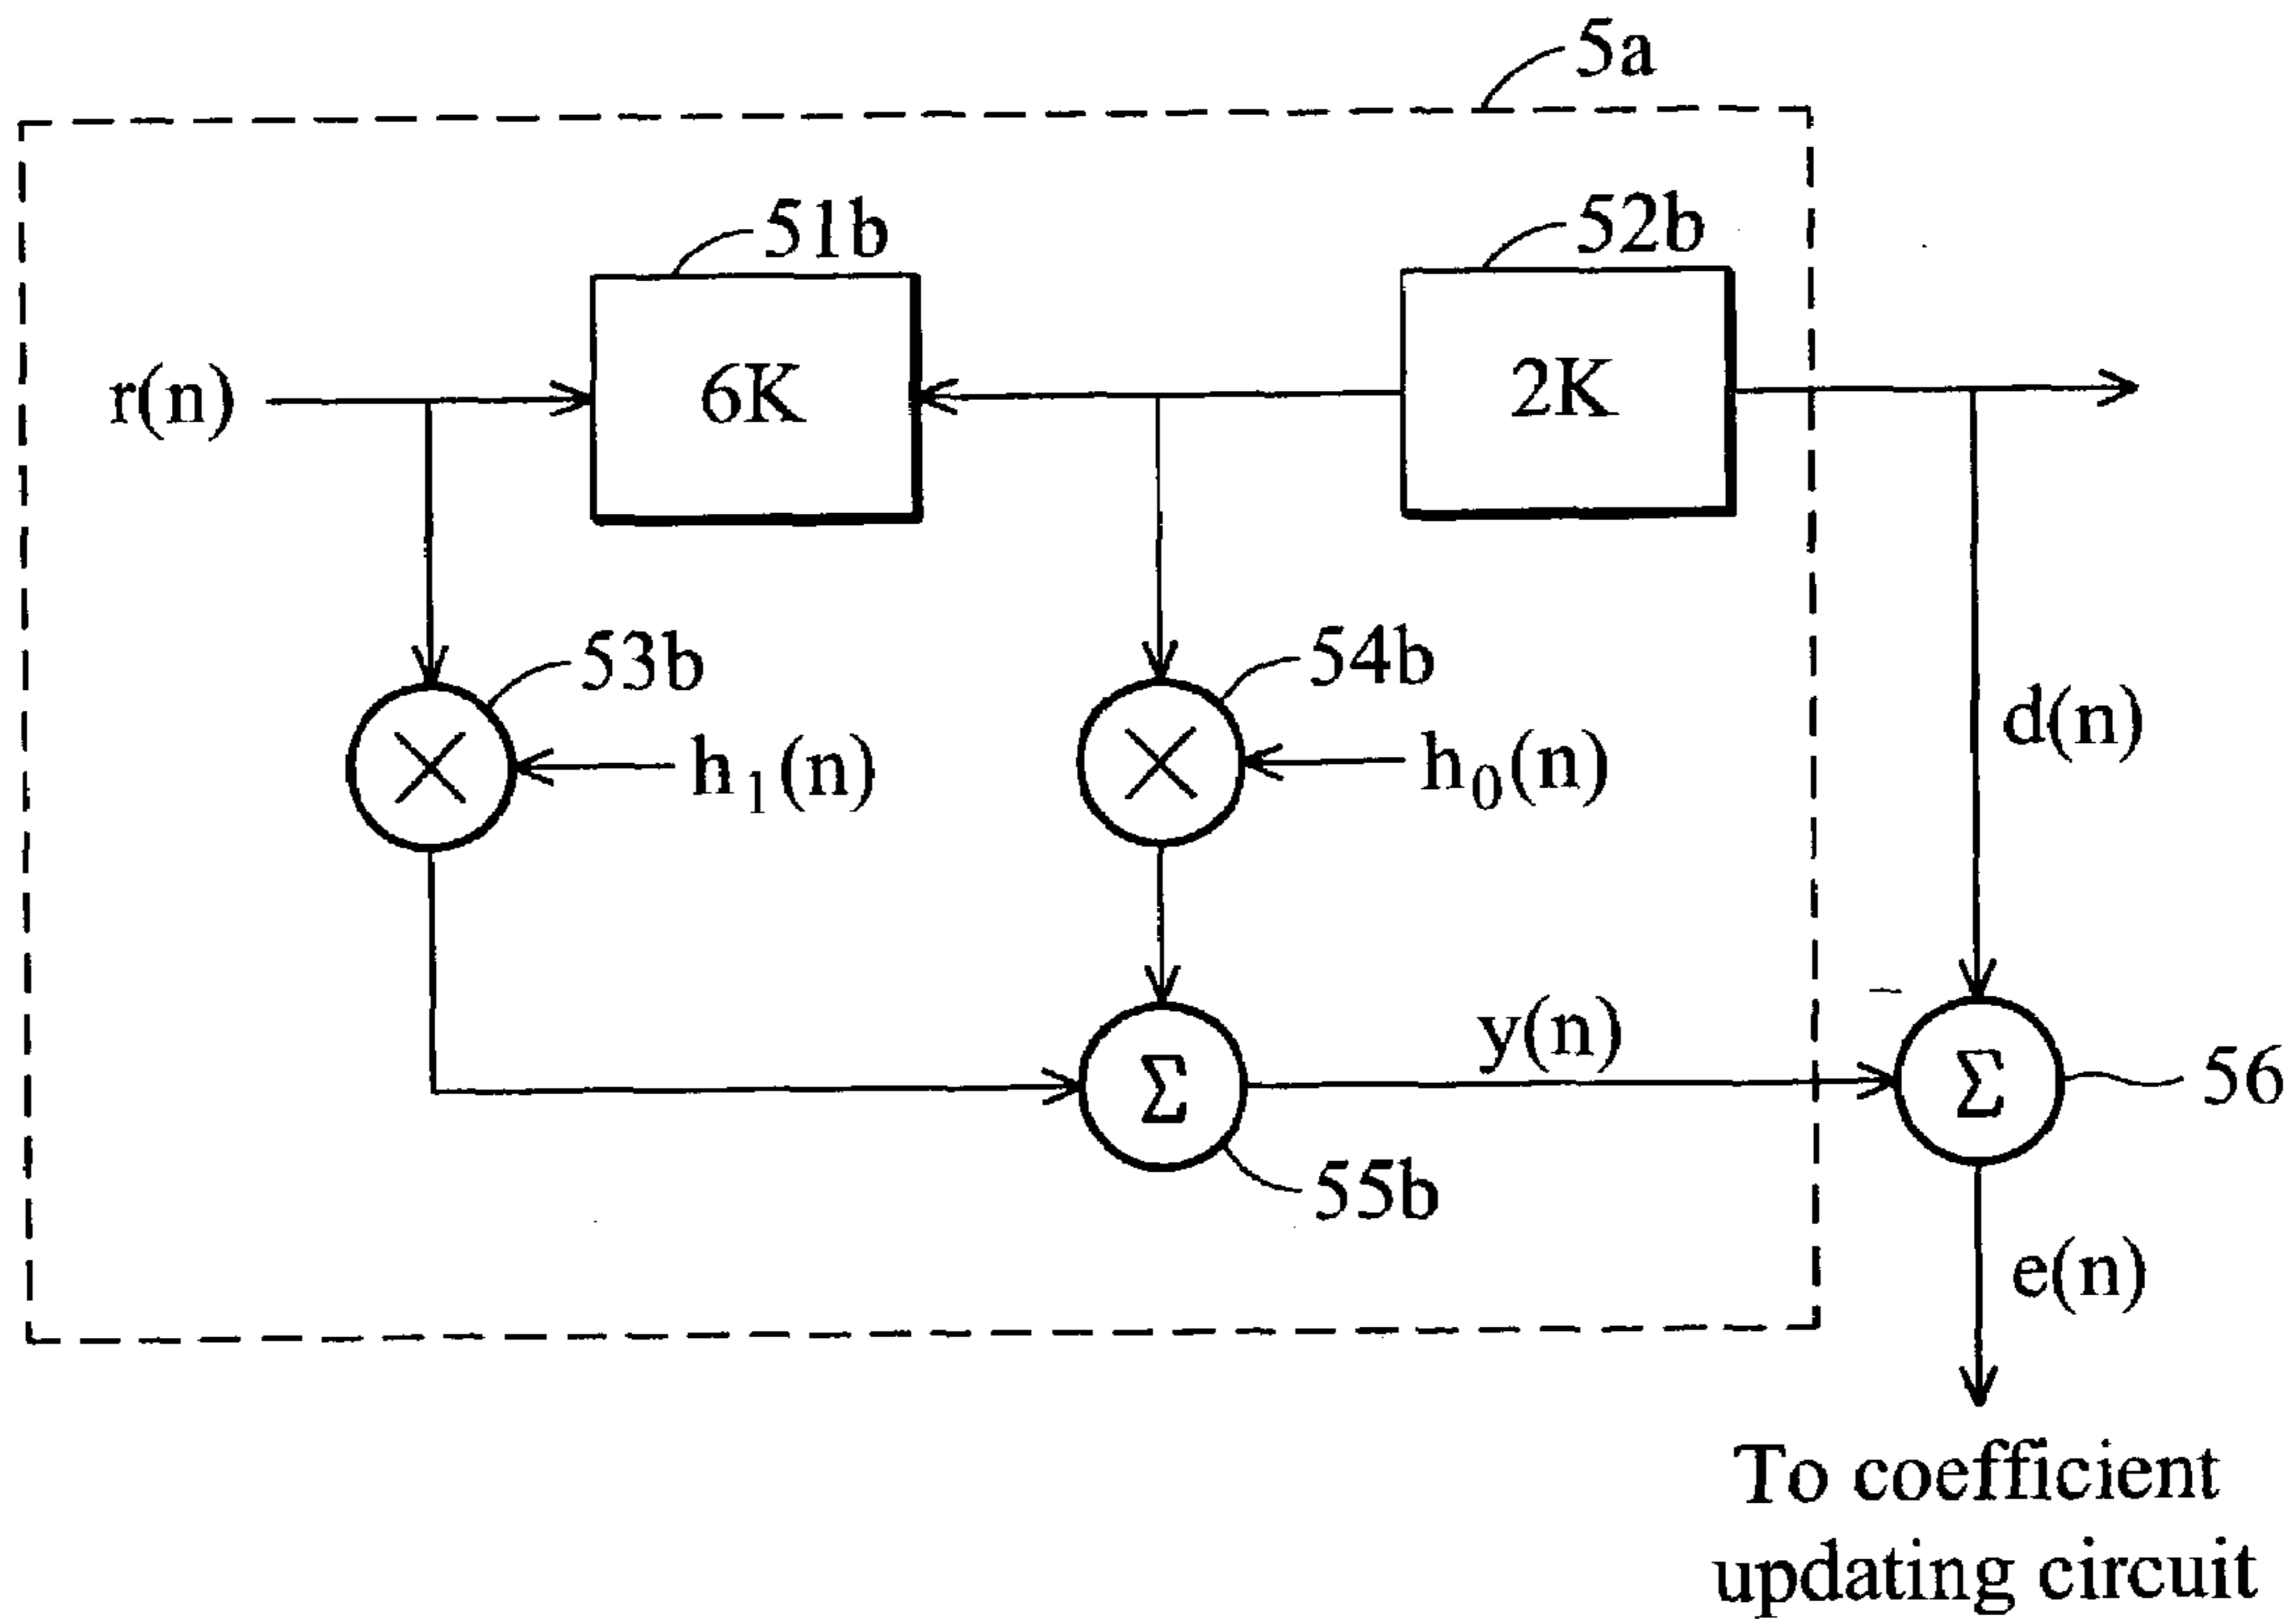 5a
51b
52b
r(n)
6K
2K
53b
54b
h1(n)
h0(n)
d(n)
y(n)
−
Σ
Σ
56
55b
e(n)
To coefficient
updating circuit